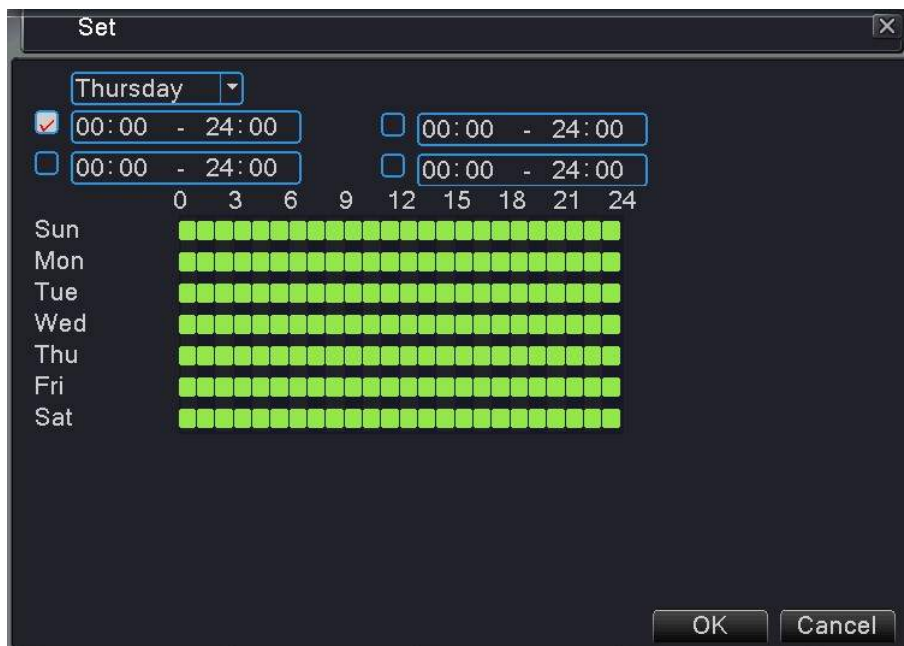 Set
Thursday
00:00 - 24:00 00:00 - 24:00
00:00 - 24:00 00:00 - 24:00
0 3 6 9 12 15 18 21 24
Sun
Mon
Tue
Wed
Thu
Fri
Sat
OK Cancel